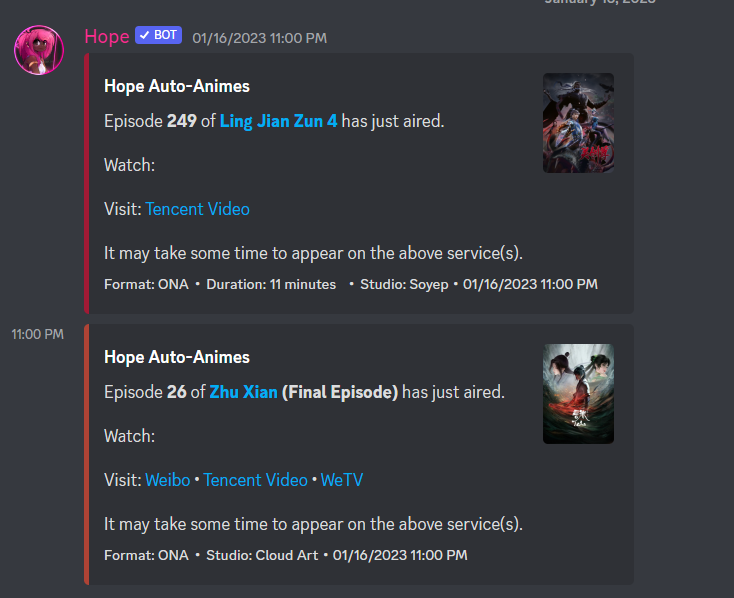 Hope ✓ BOT 01/16/2023 11:00 PM
Hope Auto-Animes
Episode 249 of Ling Jian Zun 4 has just aired.
Watch:
Visit: Tencent Video
It may take some time to appear on the above service(s).
Format: ONA • Duration: 11 minutes • Studio: Soyep • 01/16/2023 11:00 PM
11:00 PM
Hope Auto-Animes
Episode 26 of Zhu Xian (Final Episode) has just aired.
Watch:
Visit: Weibo • Tencent Video • WeTV
It may take some time to appear on the above service(s).
Format: ONA • Studio: Cloud Art • 01/16/2023 11:00 PM